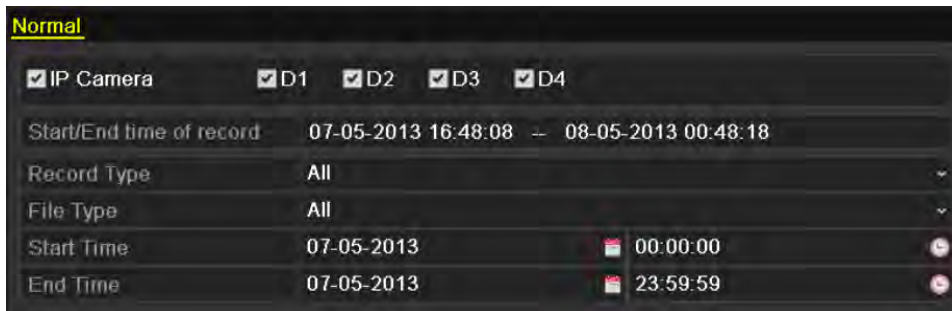 Normal
IP Camera D1 D2 D3 D4
Start/End time of record 07-05-2013 16:48:08 -- 08-05-2013 00:48:18
Record Type All
File Type All
Start Time 07-05-2013 00:00:00
End Time 07-05-2013 23:59:59